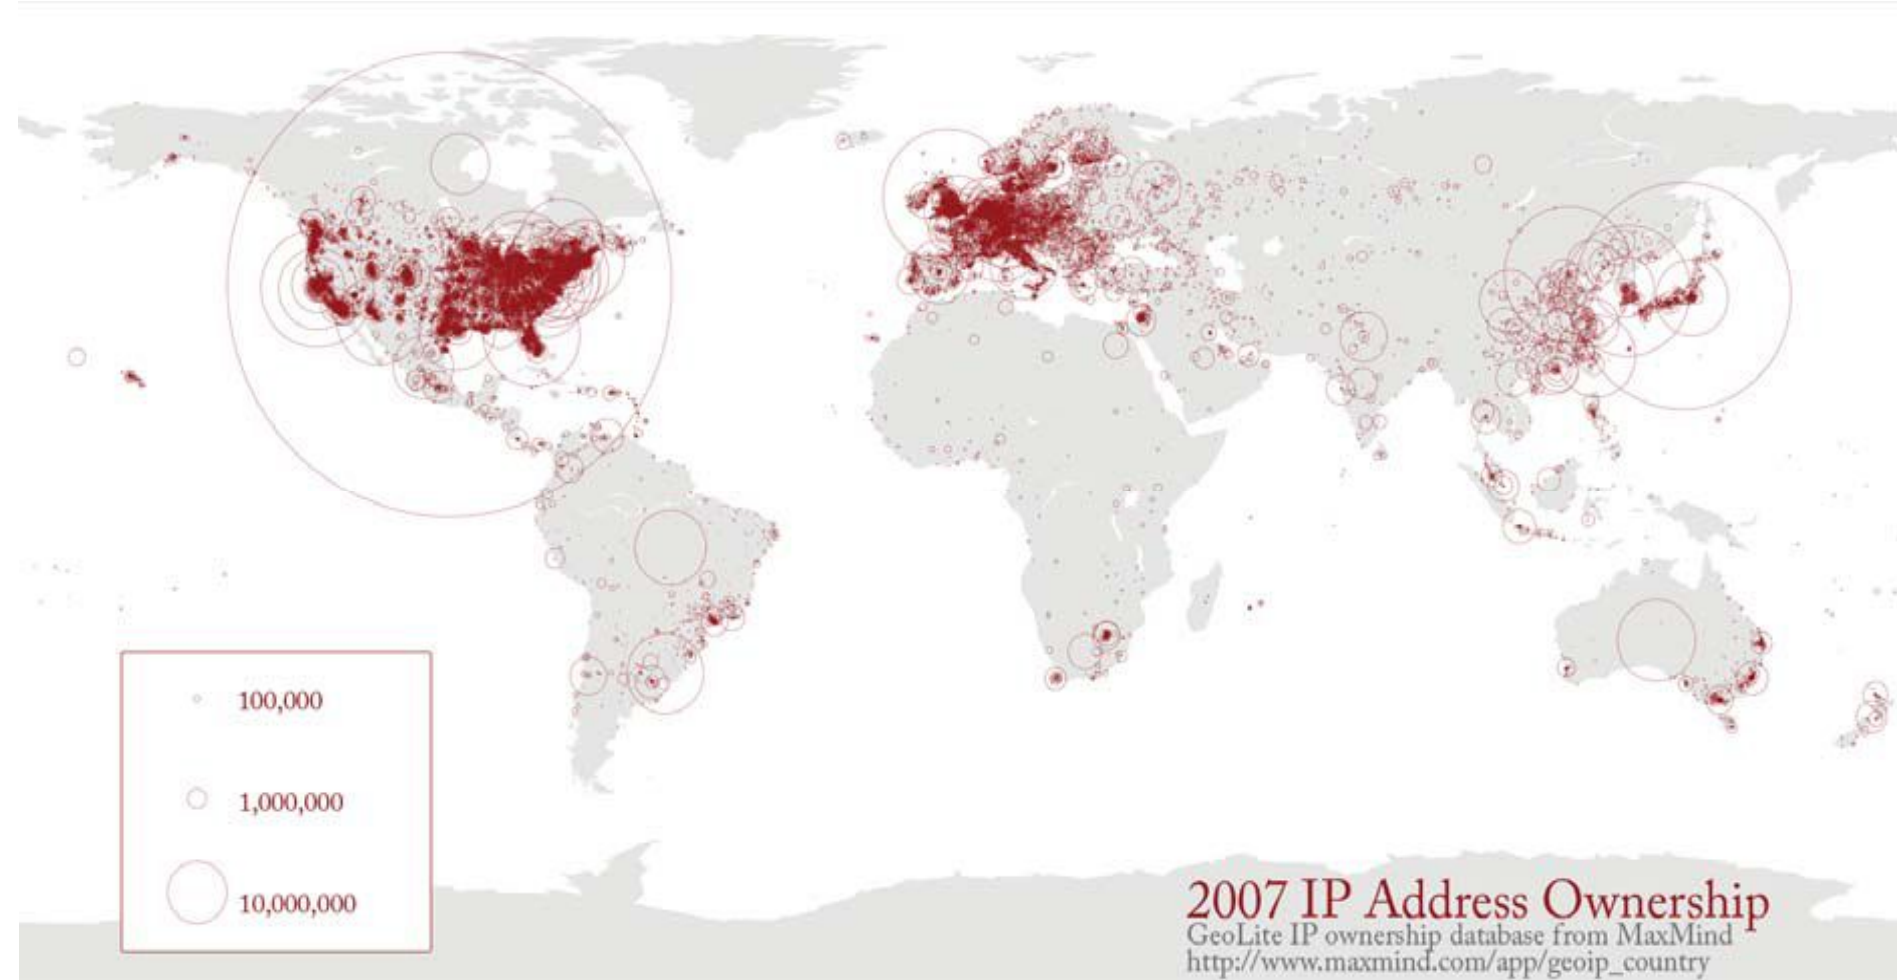 100,000
1,000,000
10,000,000
2007 IP Address Ownership
GeoLite IP ownership database from MaxMind
http://www.maxmind.com/app/geoip_country